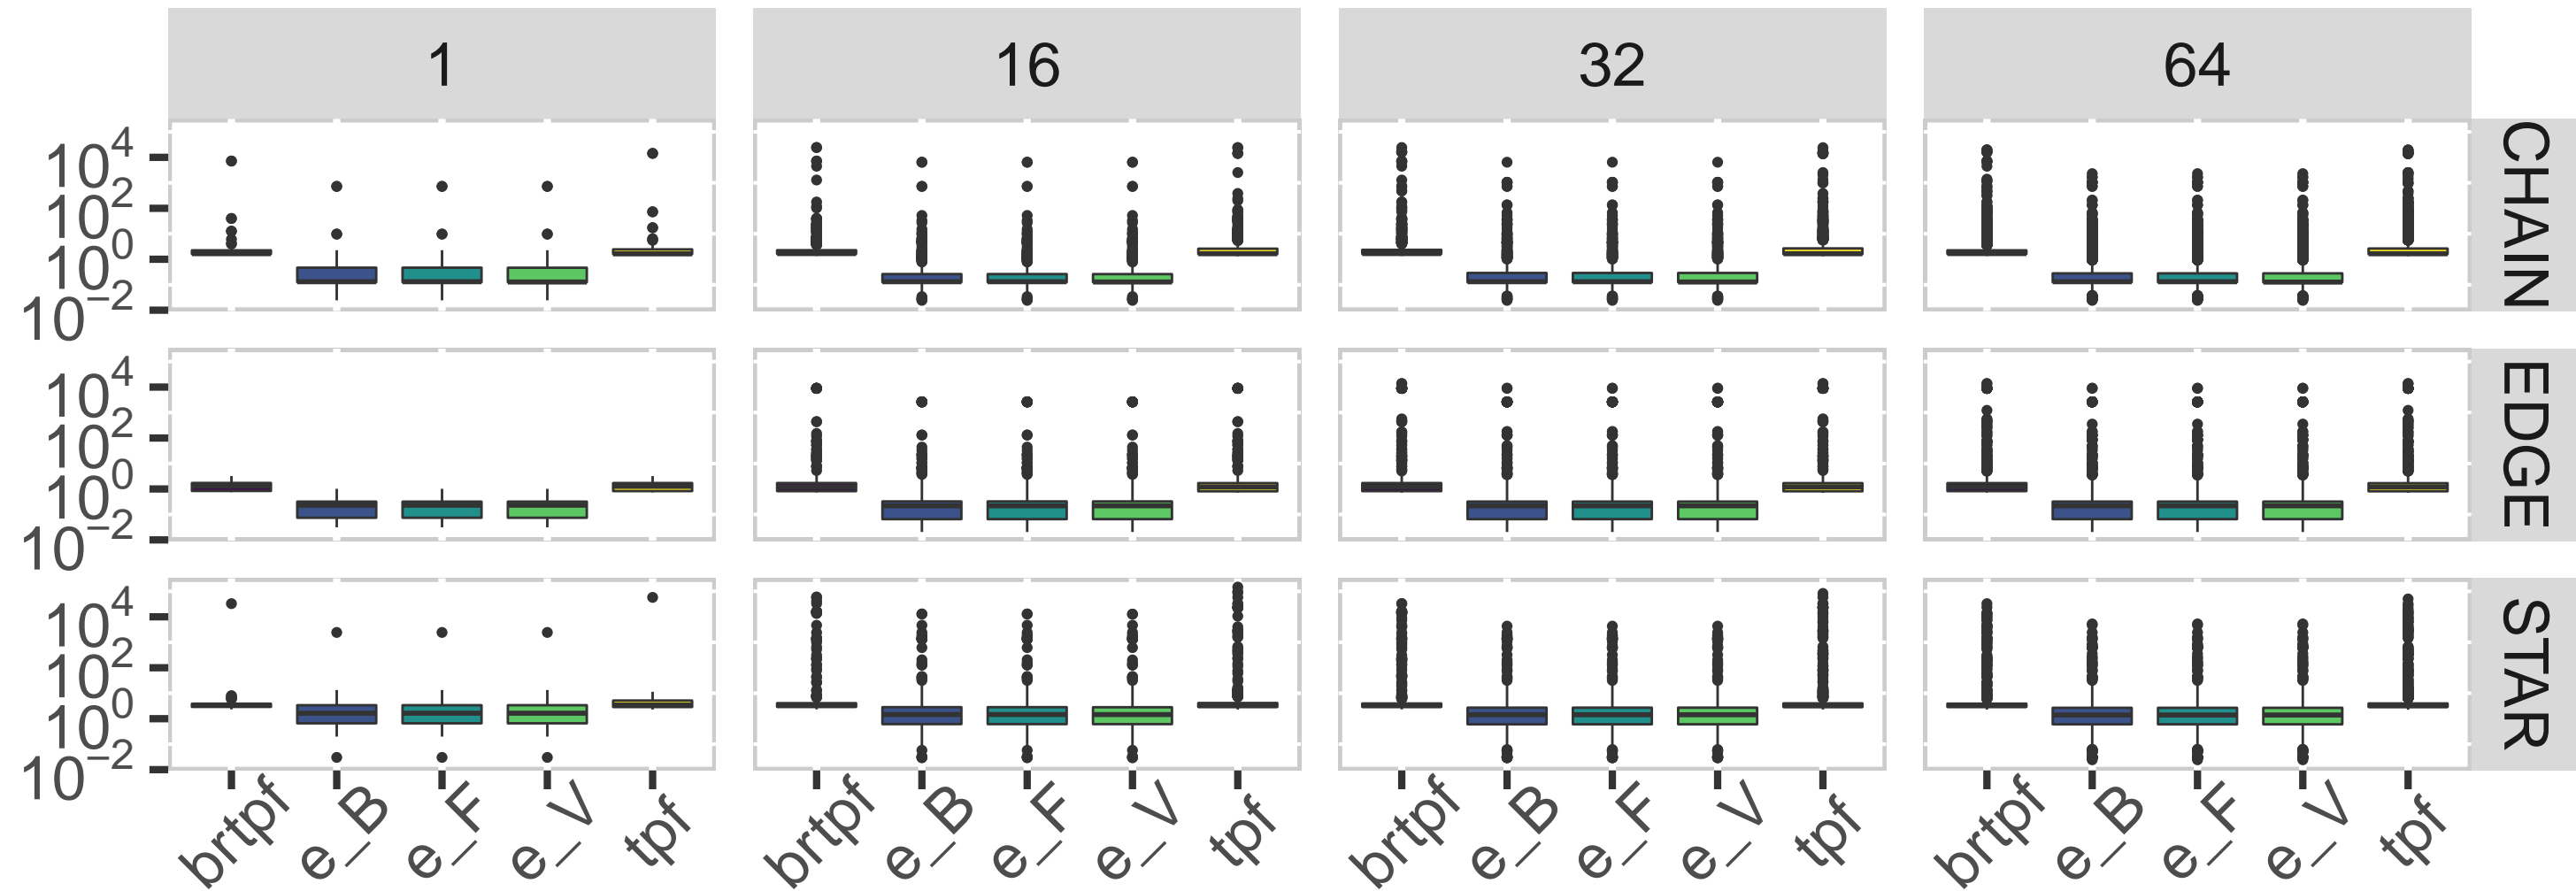 1 16 32 64
10^4
10^2
10^0
10^−2
CHAIN
10^4
10^2
10^0
10^−2
EDGE
10^4
10^2
10^0
10^−2
STAR
brtpf e_B e_F e_V tpf brtpf e_B e_F e_V tpf brtpf e_B e_F e_V tpf brtpf e_B e_F e_V tpf